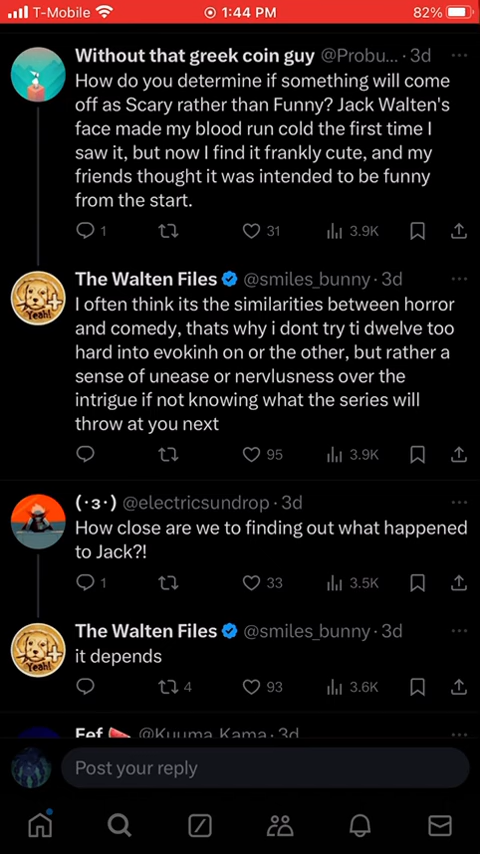 T-Mobile 1:44 PM 82%
Without that greek coin guy @Probu... · 3d
How do you determine if something will come
off as Scary rather than Funny? Jack Walten's
face made my blood run cold the first time I
saw it, but now I find it frankly cute, and my
friends thought it was intended to be funny
from the start.
1 31 3.9K
The Walten Files @smiles_bunny · 3d
Yeah!
I often think its the similarities between horror
and comedy, thats why i dont try ti dwelve too
hard into evokinh on or the other, but rather a
sense of unease or nervlusness over the
intrigue if not knowing what the series will
throw at you next
95 3.9K
(·з·) @electricsundrop · 3d
How close are we to finding out what happened
to Jack?!
1 33 3.5K
The Walten Files @smiles_bunny · 3d
Yeah!
it depends
4 93 3.6K
Eef 🍉 @Kuuma_Kama · 3d
Post your reply